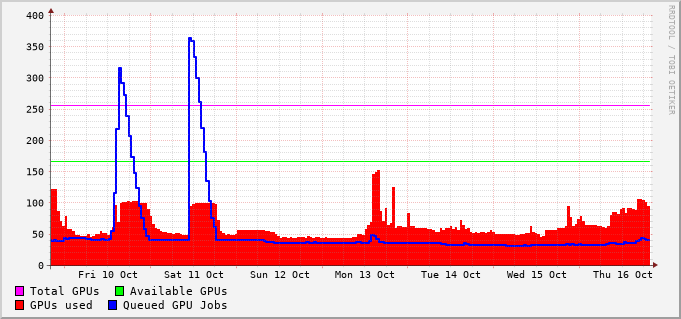 400
350
300
250
200
150
100
50
0
Fri 10 Oct Sat 11 Oct Sun 12 Oct Mon 13 Oct Tue 14 Oct Wed 15 Oct Thu 16 Oct
Total GPUs Available GPUs
GPUs used Queued GPU Jobs
RRDTOOL / TOBI OETIKER